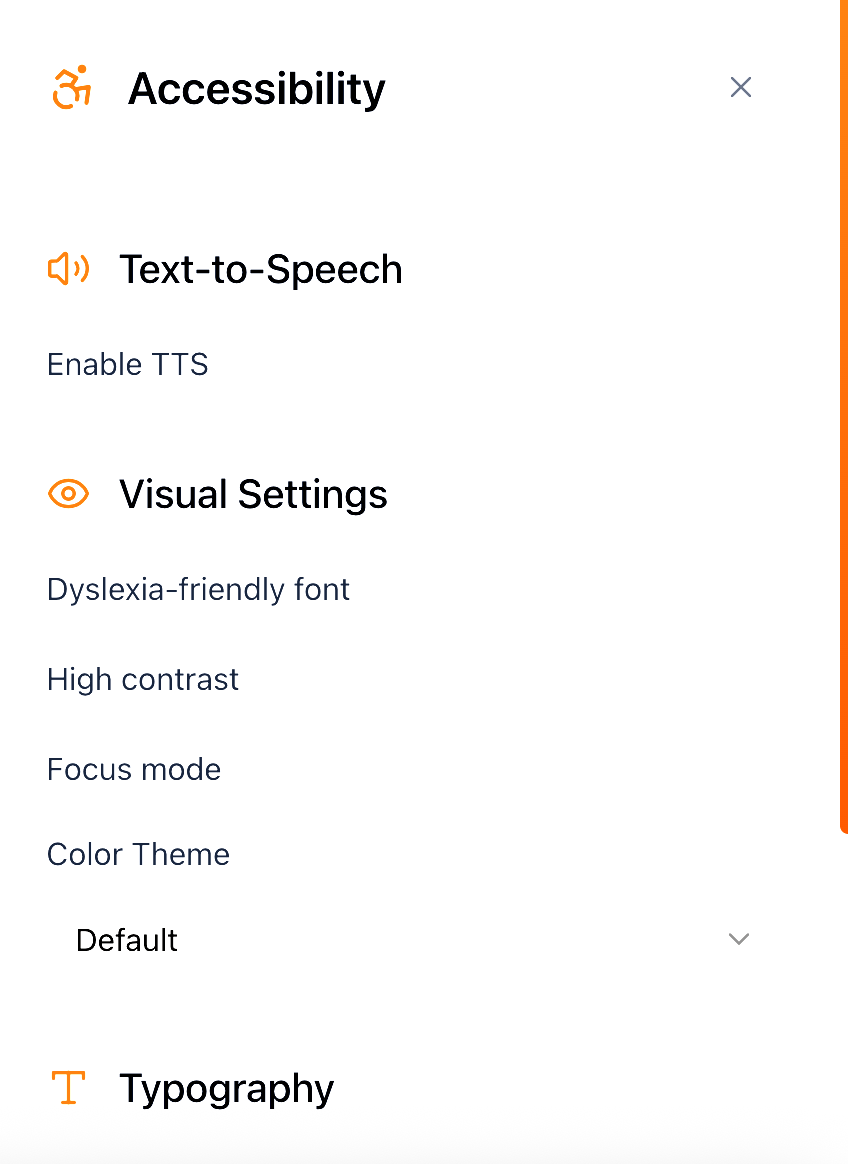 Accessibility
Text-to-Speech
Enable TTS
Visual Settings
Dyslexia-friendly font
High contrast
Focus mode
Color Theme
Default
Typography